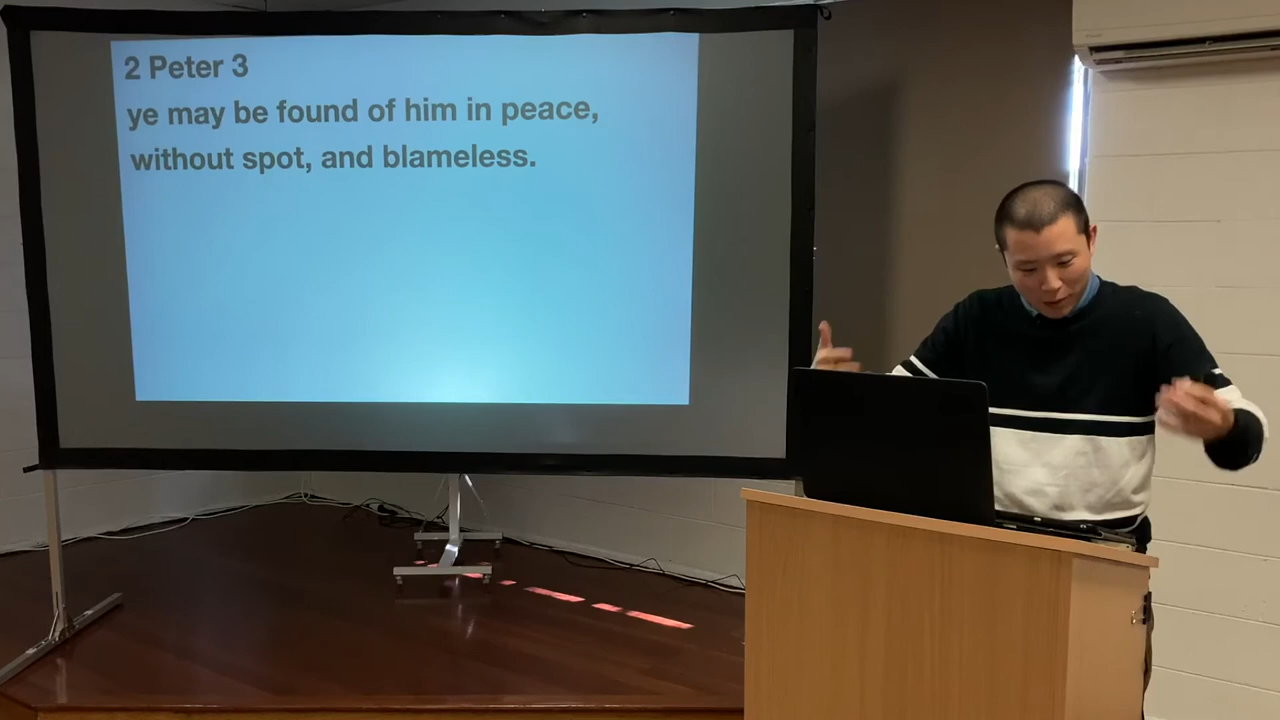 2 Peter 3
ye may be found of him in peace,
without spot, and blameless.